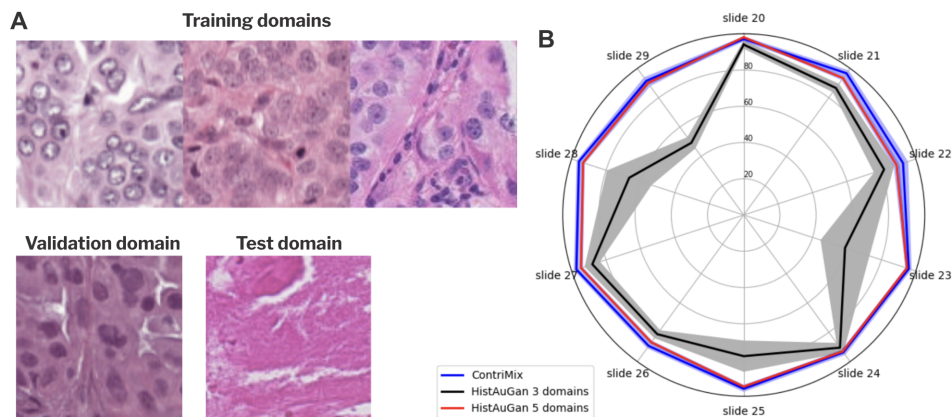 A
Training domains
Validation domain
Test domain
B
slide 20
slide 21
slide 22
slide 23
slide 24
slide 25
slide 26
slide 27
slide 28
slide 29
80
60
40
20
ContriMix
HistAuGan 3 domains
HistAuGan 5 domains